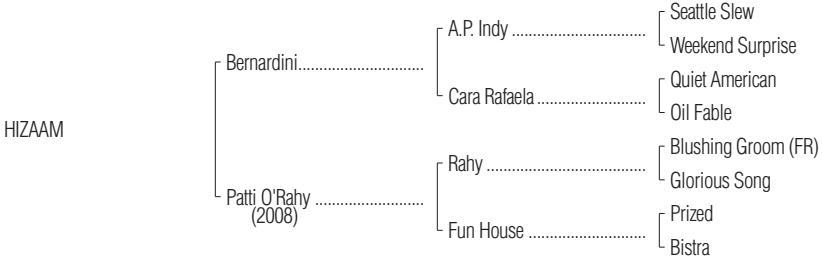 Seattle Slew
A.P. Indy ................................
Weekend Surprise
Bernardini..............................
Quiet American
Cara Rafaela ..........................
Oil Fable
HIZAAM
Blushing Groom (FR)
Rahy ......................................
Glorious Song
Patti O'Rahy ..........................
(2008)
Prized
Fun House ............................
Bistra